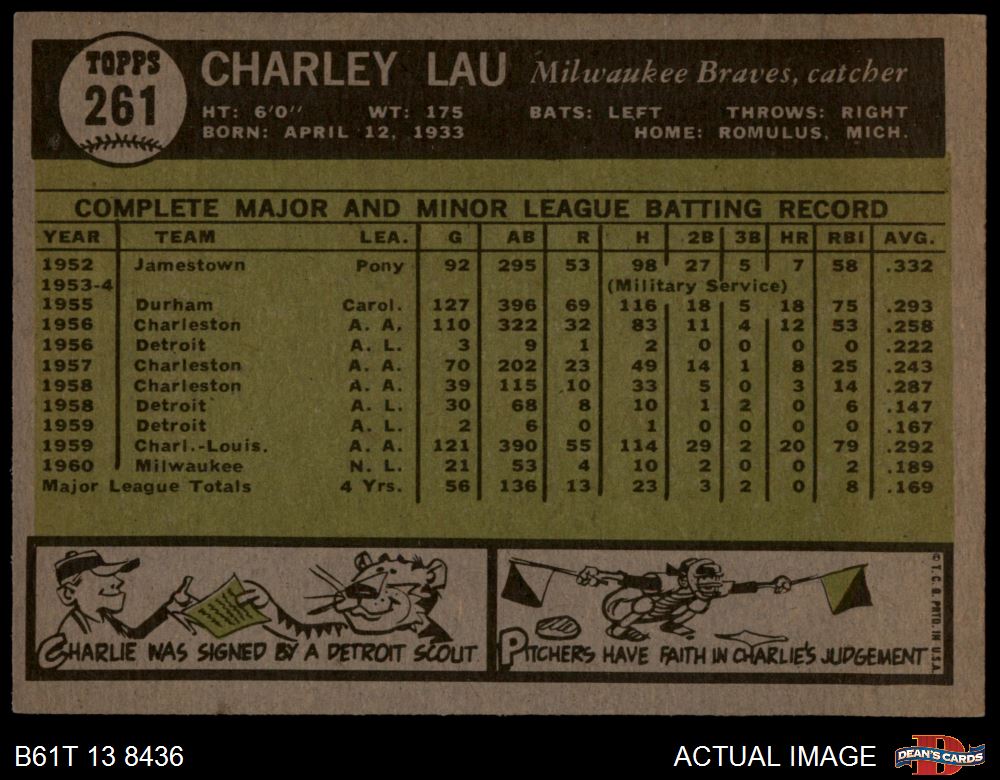 TOPPS
261
CHARLEY LAU Milwaukee Braves, catcher
HT: 6'0" WT: 175 BATS: LEFT THROWS: RIGHT
BORN: APRIL 12, 1933 HOME: ROMULUS, MICH.
COMPLETE MAJOR AND MINOR LEAGUE BATTING RECORD
YEAR TEAM LEA. G AB R H 2B 3B HR RBI AVG.
1952 Jamestown Pony 92 295 53 98 27 5 7 58 .332
1953-4 (Military Service)
1955 Durham Carol. 127 396 69 116 18 5 18 75 .293
1956 Charleston A. A. 110 322 32 83 11 4 12 53 .258
1956 Detroit A. L. 3 9 1 2 0 0 0 0 .222
1957 Charleston A. A. 70 202 23 49 14 1 8 25 .243
1958 Charleston A. A. 39 115 10 33 5 0 3 14 .287
1958 Detroit A. L. 30 68 8 10 1 2 0 6 .147
1959 Detroit A. L. 2 6 0 1 0 0 0 0 .167
1959 Charl.-Louis. A. A. 121 390 55 114 29 2 20 79 .292
1960 Milwaukee N. L. 21 53 4 10 2 0 0 2 .189
Major League Totals 4 Yrs. 56 136 13 23 3 2 0 8 .169
CHARLIE WAS SIGNED BY A DETROIT SCOUT
PITCHERS HAVE FAITH IN CHARLIE'S JUDGEMENT
© T. C. G. PRTD. IN U.S.A.
B61T 13 8436
ACTUAL IMAGE
DEAN'S CARDS